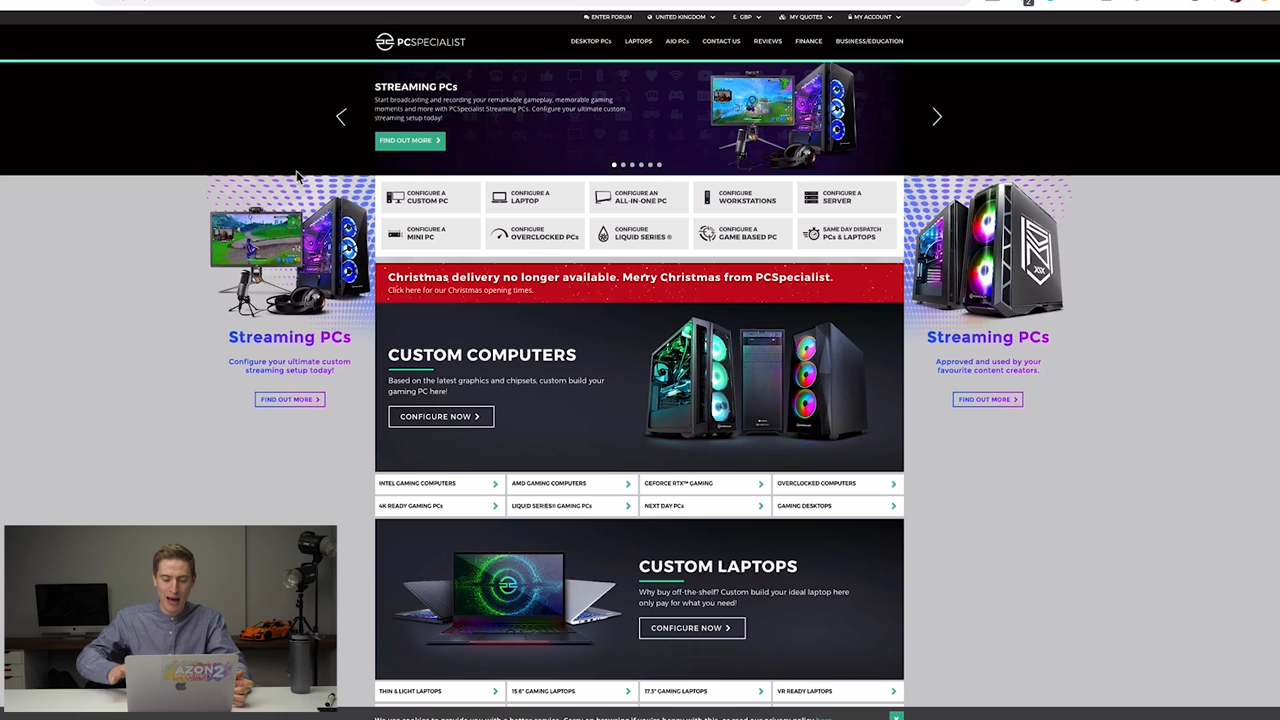 ENTER FORUM
UNITED KINGDOM
£ GBP
MY QUOTES
MY ACCOUNT
PCSPECIALIST
DESKTOP PCs
LAPTOPS
AIO PCs
CONTACT US
REVIEWS
FINANCE
BUSINESS/EDUCATION
STREAMING PCs
Start broadcasting and recording your remarkable gameplay, memorable gaming
moments and more with PCSpecialist Streaming PCs. Configure your ultimate custom
streaming setup today!
FIND OUT MORE
CONFIGURE A
CUSTOM PC
CONFIGURE A
LAPTOP
CONFIGURE AN
ALL-IN-ONE PC
CONFIGURE
WORKSTATIONS
CONFIGURE A
SERVER
CONFIGURE A
MINI PC
CONFIGURE
OVERCLOCKED PCs
CONFIGURE
LIQUID SERIES ®
CONFIGURE A
GAME BASED PC
SAME DAY DISPATCH
PCs & LAPTOPS
Christmas delivery no longer available. Merry Christmas from PCSpecialist.
Click here for our Christmas opening times.
Streaming PCs
Configure your ultimate custom
streaming setup today!
FIND OUT MORE
Streaming PCs
Approved and used by your
favourite content creators.
FIND OUT MORE
CUSTOM COMPUTERS
Based on the latest graphics and chipsets, custom build your
gaming PC here!
CONFIGURE NOW
INTEL GAMING COMPUTERS
AMD GAMING COMPUTERS
GEFORCE RTX™ GAMING
OVERCLOCKED COMPUTERS
4K READY GAMING PCs
LIQUID SERIES® GAMING PCs
NEXT DAY PCs
GAMING DESKTOPS
CUSTOM LAPTOPS
Why buy off-the-shelf? Custom build your ideal laptop here
only pay for what you need!
CONFIGURE NOW
THIN & LIGHT LAPTOPS
15.6" GAMING LAPTOPS
17.3" GAMING LAPTOPS
VR READY LAPTOPS
AZON2